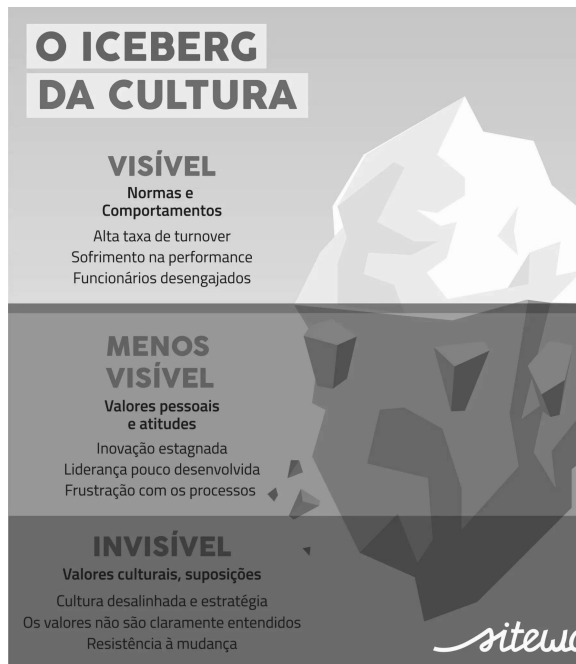 O ICEBERG
DA CULTURA
VISÍVEL
Normas e
Comportamentos
Alta taxa de turnover
Sofrimento na performance
Funcionários desengajados
MENOS
VISÍVEL
Valores pessoais
e atitudes
Inovação estagnada
Liderança pouco desenvolvida
Frustração com os processos
INVISÍVEL
Valores culturais, suposições
Cultura desalinhada e estratégia
Os valores não são claramente entendidos
Resistência à mudança